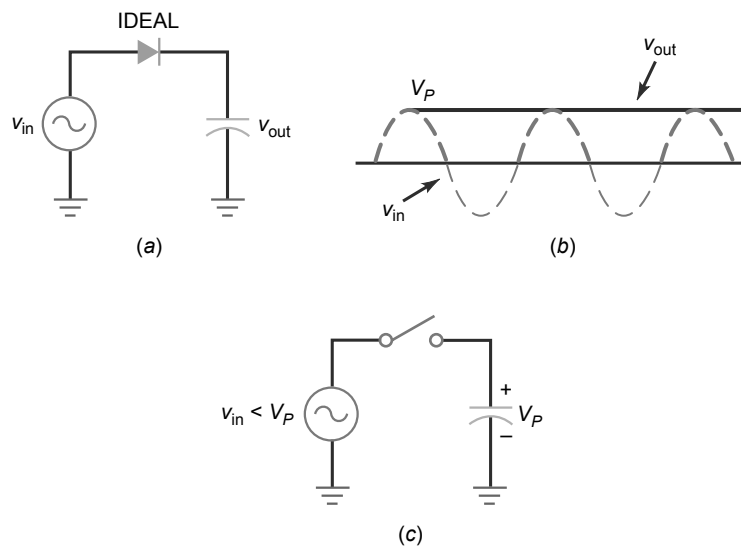 IDEAL
v_in
v_out
(a)
V_P
v_out
v_in
(b)
v_in < V_P
+
V_P
–
(c)